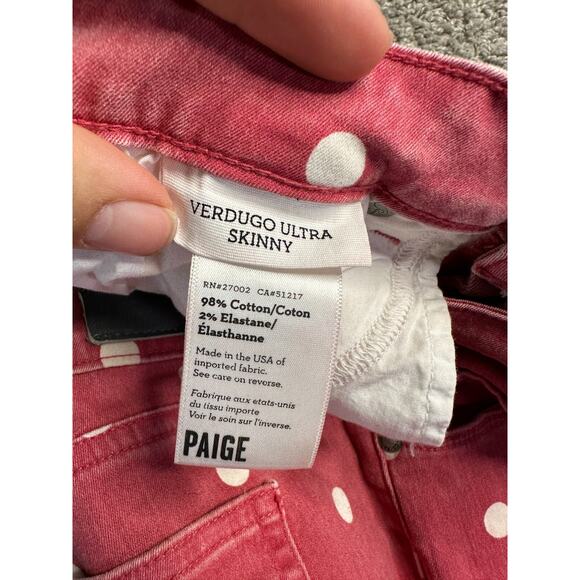 VERDUGO ULTRA
SKINNY
RN#27002 CA#51217
98% Cotton/Coton
2% Elastane/
Élasthanne
Made in the USA of
imported fabric.
See care on reverse.
Fabrique aux etats-unis
du tissu importe
Voir le soin sur l'inverse.
PAIGE